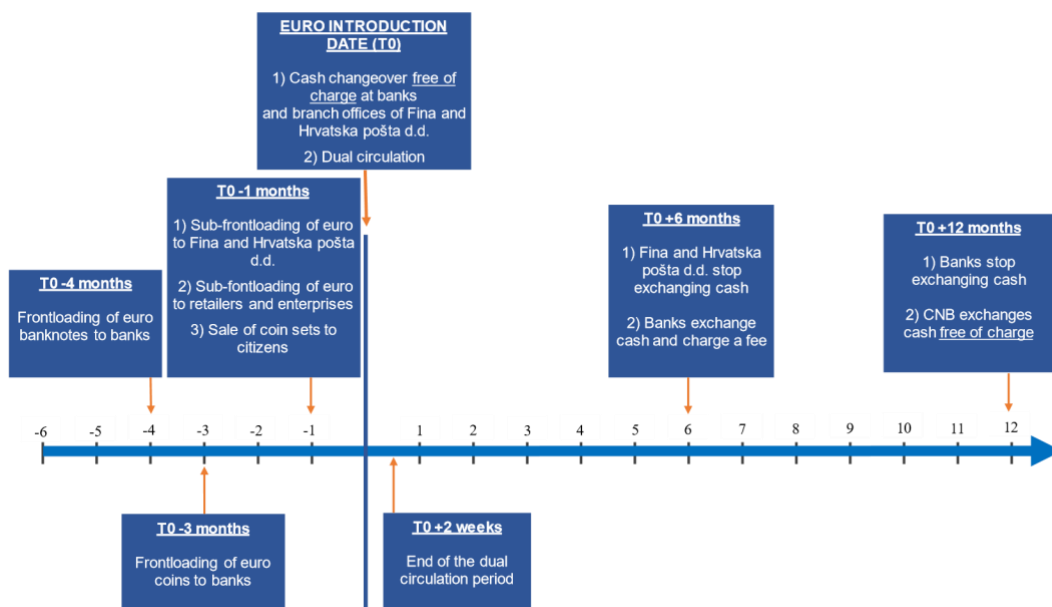 EURO INTRODUCTION
DATE (T0)
1) Cash changeover free of
charge at banks
and branch offices of Fina and
Hrvatska pošta d.d.
2) Dual circulation
T0 -1 months
1) Sub-frontloading of euro
to Fina and Hrvatska pošta
d.d.
2) Sub-fontloading of euro
to retailers and enterprises
3) Sale of coin sets to
citizens
T0 -4 months
Frontloading of euro
banknotes to banks
T0 +6 months
1) Fina and Hrvatska
pošta d.d. stop
exchanging cash
2) Banks exchange
cash and charge a fee
T0 +12 months
1) Banks stop
exchanging cash
2) CNB exchanges
cash free of charge
-6 -5 -4 -3 -2 -1 1 2 3 4 5 6 7 8 9 10 11 12
T0 -3 months
Frontloading of euro
coins to banks
T0 +2 weeks
End of the dual
circulation period